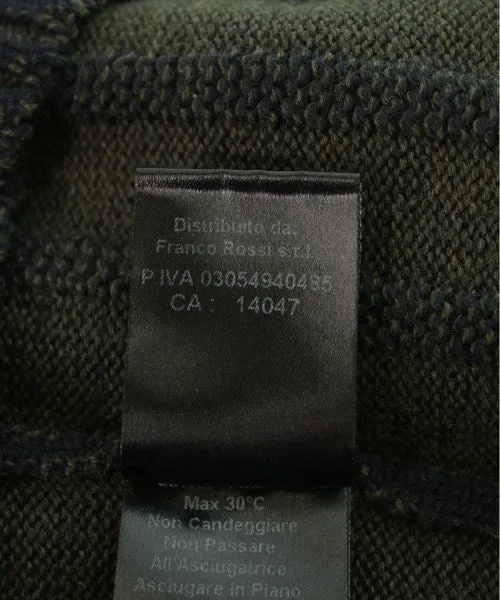 Distribuito da:
Franco Rossi s.r.l.
P.IVA 03054940485
CA : 14047
Max 30°C
Non Candeggiare
Non Passare
All'Asciugatrice
Asciugare in Piano